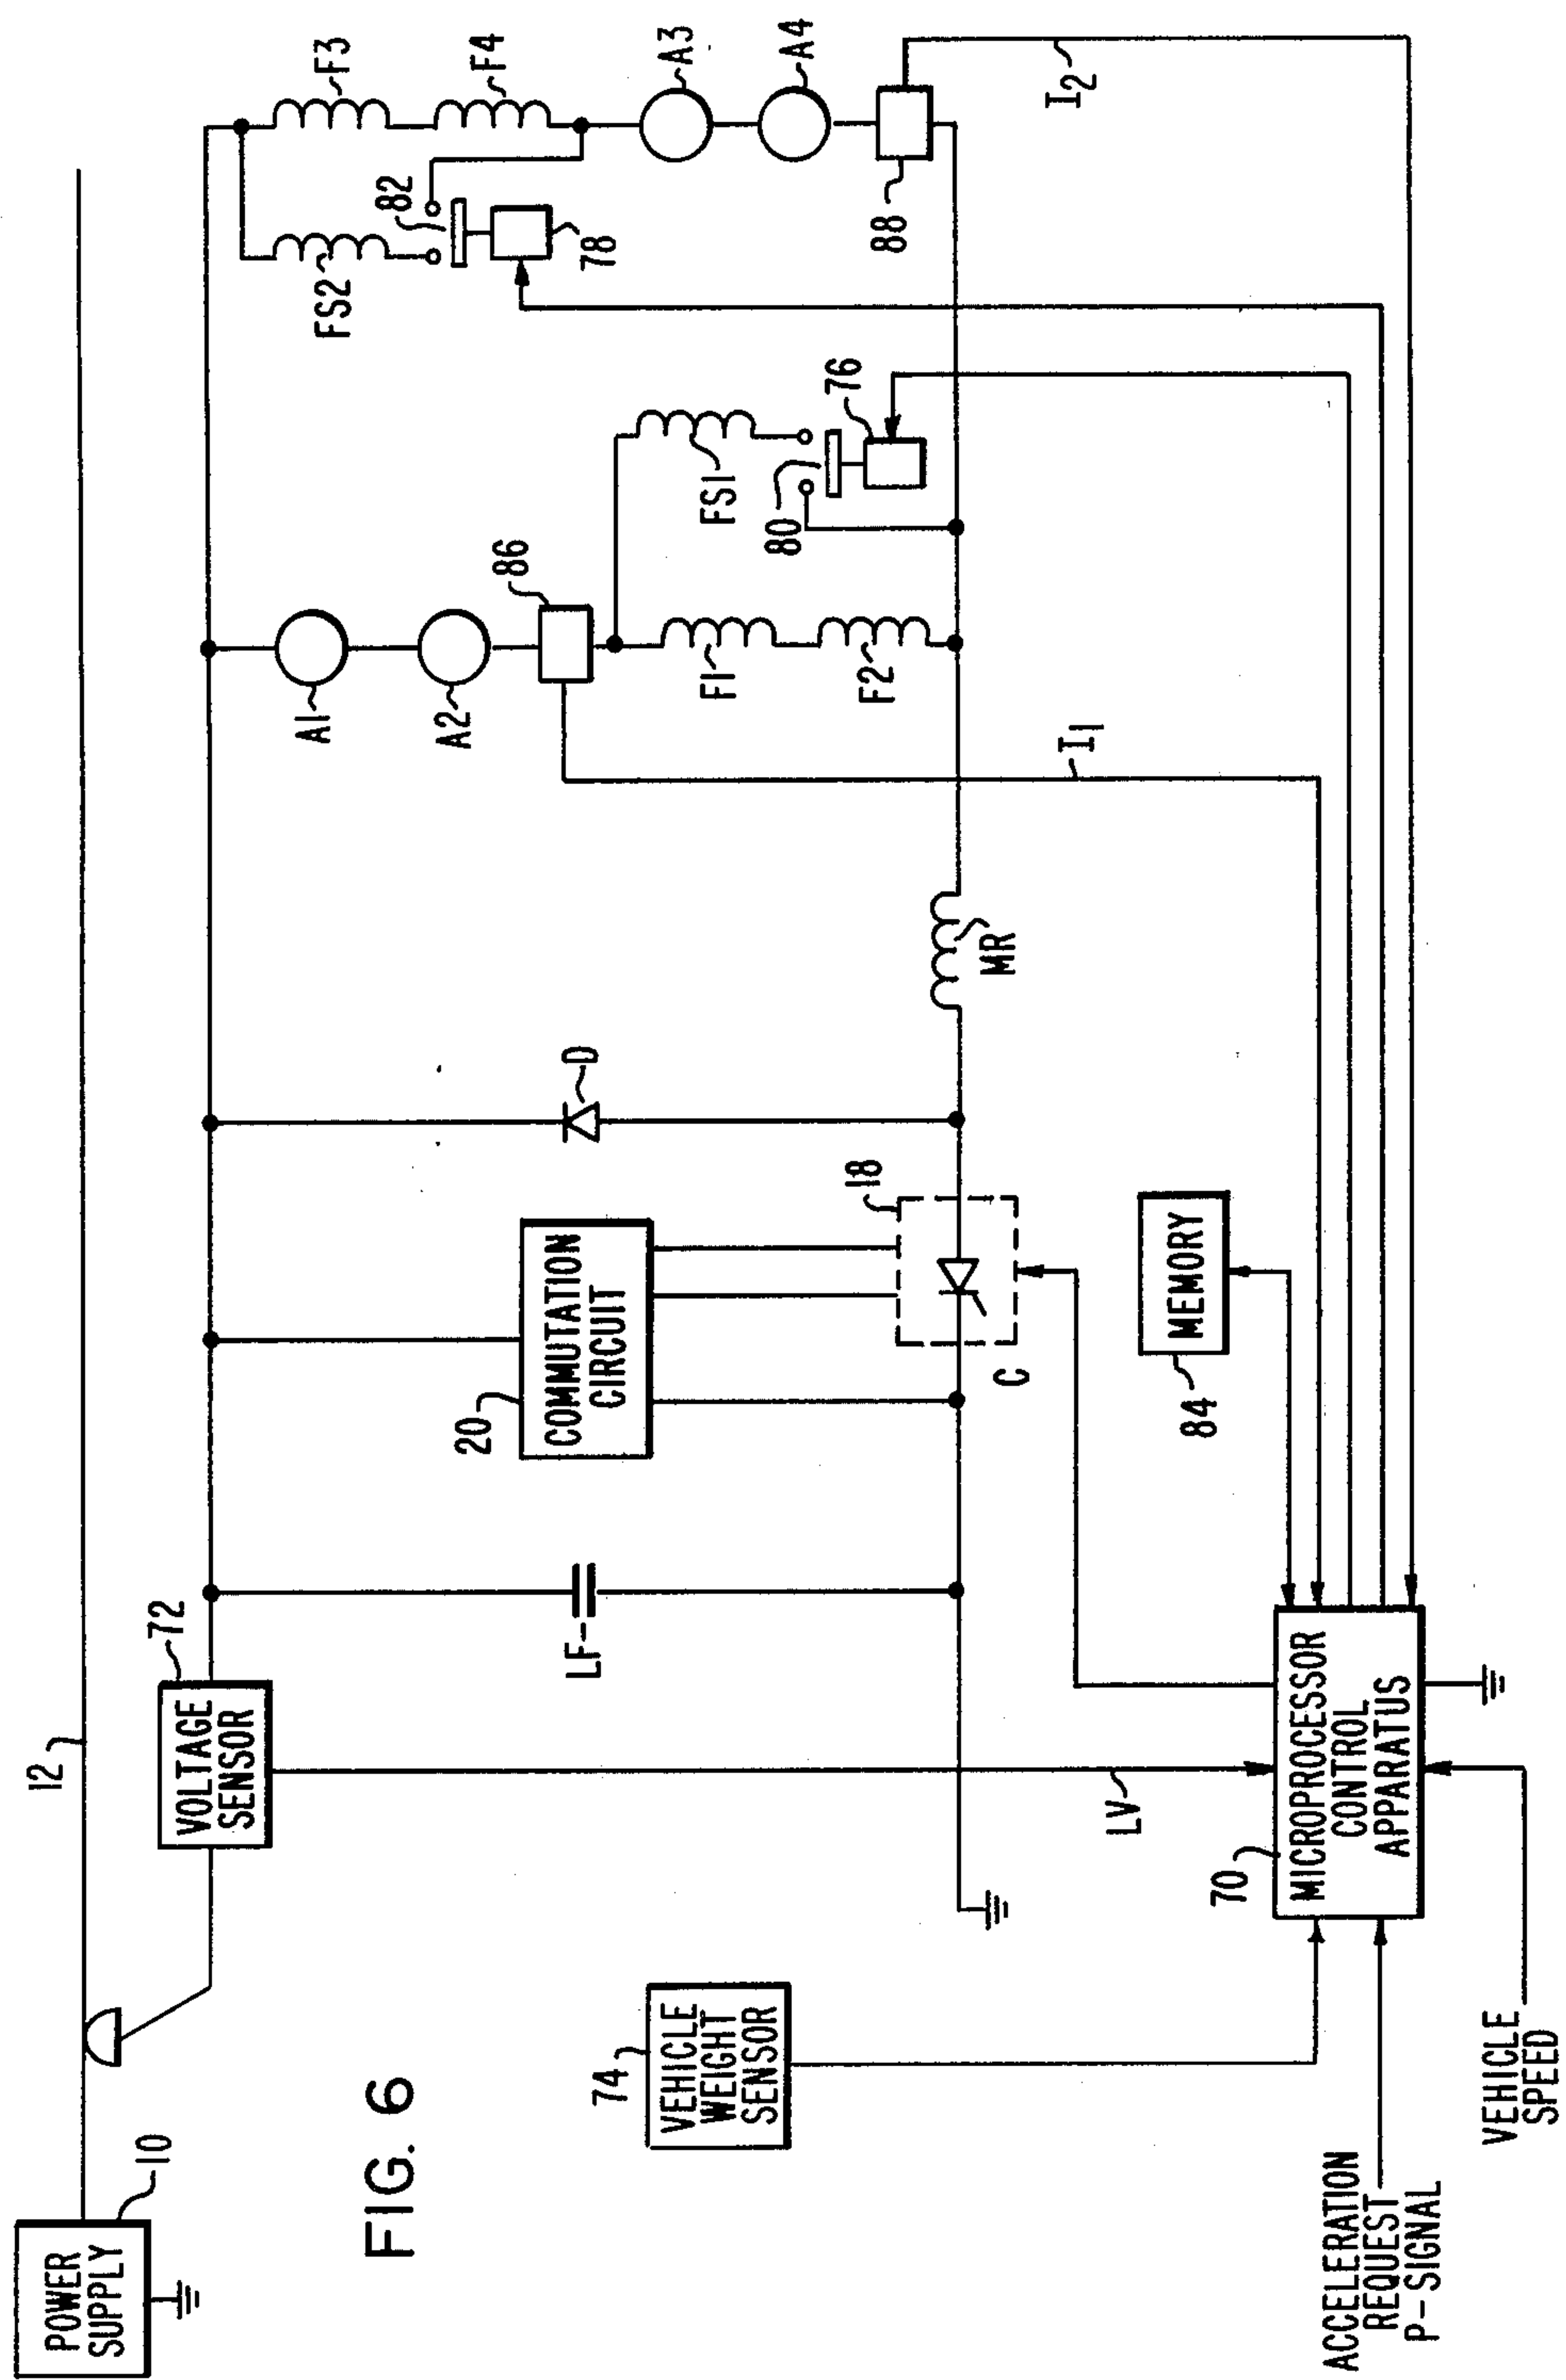 POWER
SUPPLY
10
12
FIG. 6
VOLTAGE
SENSOR
72
LF
COMMUTATION
CIRCUIT
20
18
C
D
MR
A1
A2
86
F1
F2
FS1
80
76
FS2
82
78
F3
F4
A3
A4
88
I2
I1
LV
VEHICLE
WEIGHT
SENSOR
74
MEMORY
84
MICROPROCESSOR
CONTROL
APPARATUS
70
ACCELERATION
REQUEST
P-SIGNAL
VEHICLE
SPEED